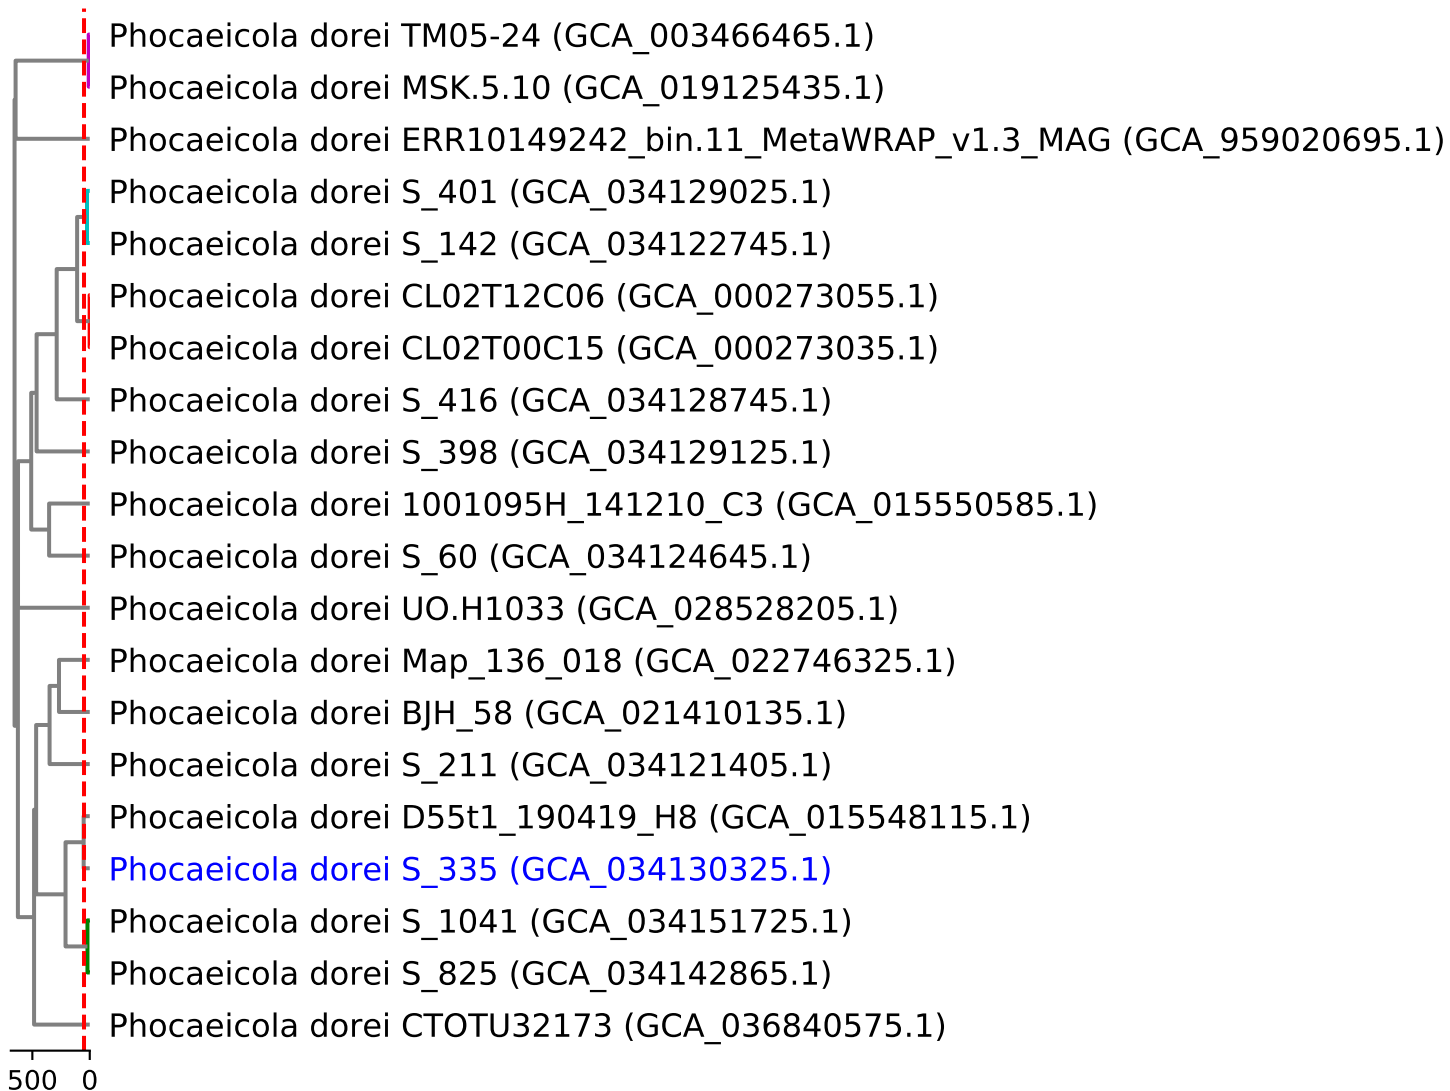 Phocaeicola dorei TM05-24 (GCA_003466465.1)
Phocaeicola dorei MSK.5.10 (GCA_019125435.1)
Phocaeicola dorei ERR10149242_bin.11_MetaWRAP_v1.3_MAG (GCA_959020695.1)
Phocaeicola dorei S_401 (GCA_034129025.1)
Phocaeicola dorei S_142 (GCA_034122745.1)
Phocaeicola dorei CL02T12C06 (GCA_000273055.1)
Phocaeicola dorei CL02T00C15 (GCA_000273035.1)
Phocaeicola dorei S_416 (GCA_034128745.1)
Phocaeicola dorei S_398 (GCA_034129125.1)
Phocaeicola dorei 1001095H_141210_C3 (GCA_015550585.1)
Phocaeicola dorei S_60 (GCA_034124645.1)
Phocaeicola dorei UO.H1033 (GCA_028528205.1)
Phocaeicola dorei Map_136_018 (GCA_022746325.1)
Phocaeicola dorei BJH_58 (GCA_021410135.1)
Phocaeicola dorei S_211 (GCA_034121405.1)
Phocaeicola dorei D55t1_190419_H8 (GCA_015548115.1)
Phocaeicola dorei S_335 (GCA_034130325.1)
Phocaeicola dorei S_1041 (GCA_034151725.1)
Phocaeicola dorei S_825 (GCA_034142865.1)
Phocaeicola dorei CTOTU32173 (GCA_036840575.1)
500 0